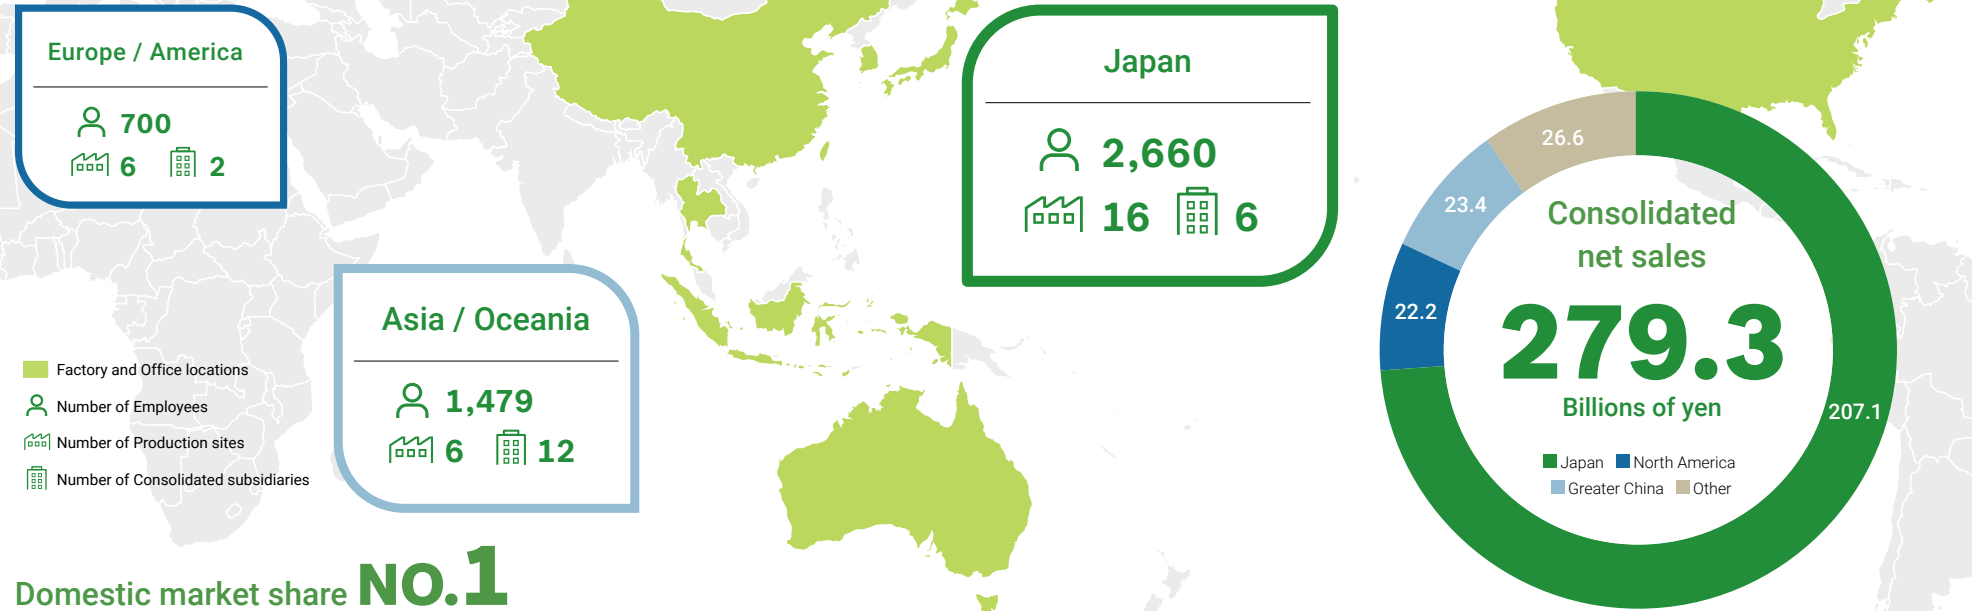 Europe / America
700
6 2
Japan
2,660
16 6
Asia / Oceania
1,479
6 12
Factory and Office locations
Number of Employees
Number of Production sites
Number of Consolidated subsidiaries
Domestic market share NO.1
26.6
23.4
22.2
207.1
Consolidated
net sales
279.3
Billions of yen
Japan North America
Greater China Other